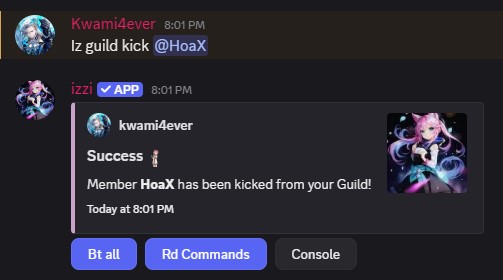 Kwami4ever 8:01 PM
Iz guild kick @HoaX
izzi ✓ APP 8:01 PM
kwami4ever
Success
Member HoaX has been kicked from your Guild!
Today at 8:01 PM
Bt all Rd Commands Console